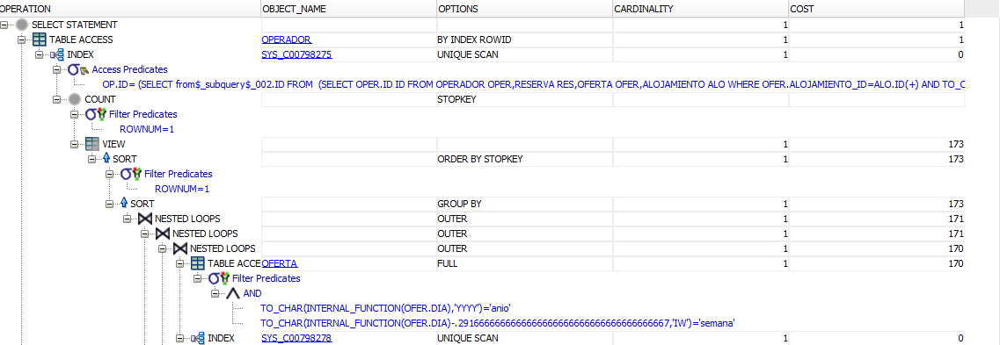 OPERATION OBJECT_NAME OPTIONS CARDINALITY COST
SELECT STATEMENT 1 1
TABLE ACCESS OPERADOR BY INDEX ROWID 1 1
INDEX SYS_C00798275 UNIQUE SCAN 1 0
Access Predicates
OP.ID= (SELECT from$_subquery$_002.ID FROM (SELECT OPER.ID ID FROM OPERADOR OPER,RESERVA RES,OFERTA OFER,ALOJAMIENTO ALO WHERE OFER.ALOJAMIENTO_ID=ALO.ID(+) AND TO_C
COUNT STOPKEY
Filter Predicates
ROWNUM=1
VIEW 1 173
SORT ORDER BY STOPKEY 1 173
Filter Predicates
ROWNUM=1
SORT GROUP BY 1 173
NESTED LOOPS OUTER 1 171
NESTED LOOPS OUTER 1 171
NESTED LOOPS OUTER 1 170
TABLE ACCE OFERTA FULL 1 170
Filter Predicates
AND
TO_CHAR(INTERNAL_FUNCTION(OFER.DIA),'YYYY')='anio'
TO_CHAR(INTERNAL_FUNCTION(OFER.DIA)-.2916666666666666666666666666666666666667,'IW')='semana'
INDEX SYS_C00798278 UNIQUE SCAN 1 0